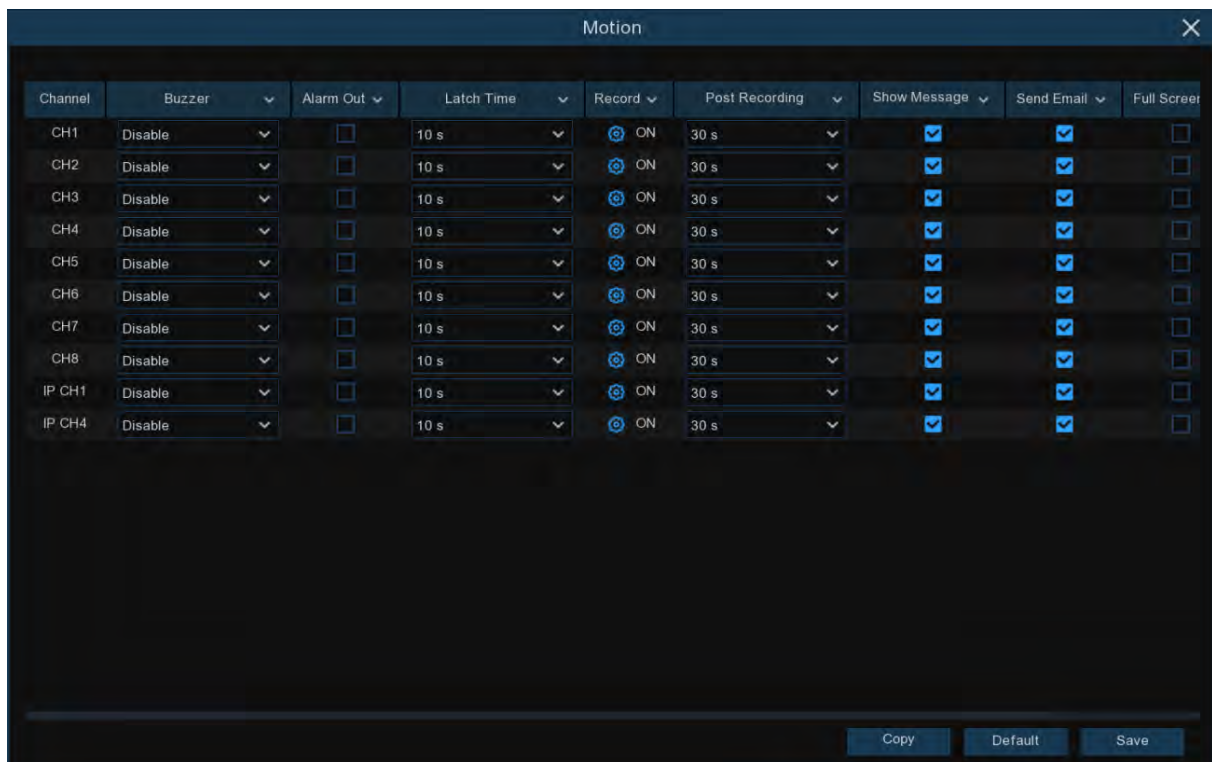 Motion
Channel Buzzer Alarm Out Latch Time Record Post Recording Show Message Send Email Full Screen
CH1 Disable 10 s ON 30 s
CH2 Disable 10 s ON 30 s
CH3 Disable 10 s ON 30 s
CH4 Disable 10 s ON 30 s
CH5 Disable 10 s ON 30 s
CH6 Disable 10 s ON 30 s
CH7 Disable 10 s ON 30 s
CH8 Disable 10 s ON 30 s
IP CH1 Disable 10 s ON 30 s
IP CH4 Disable 10 s ON 30 s
Copy Default Save